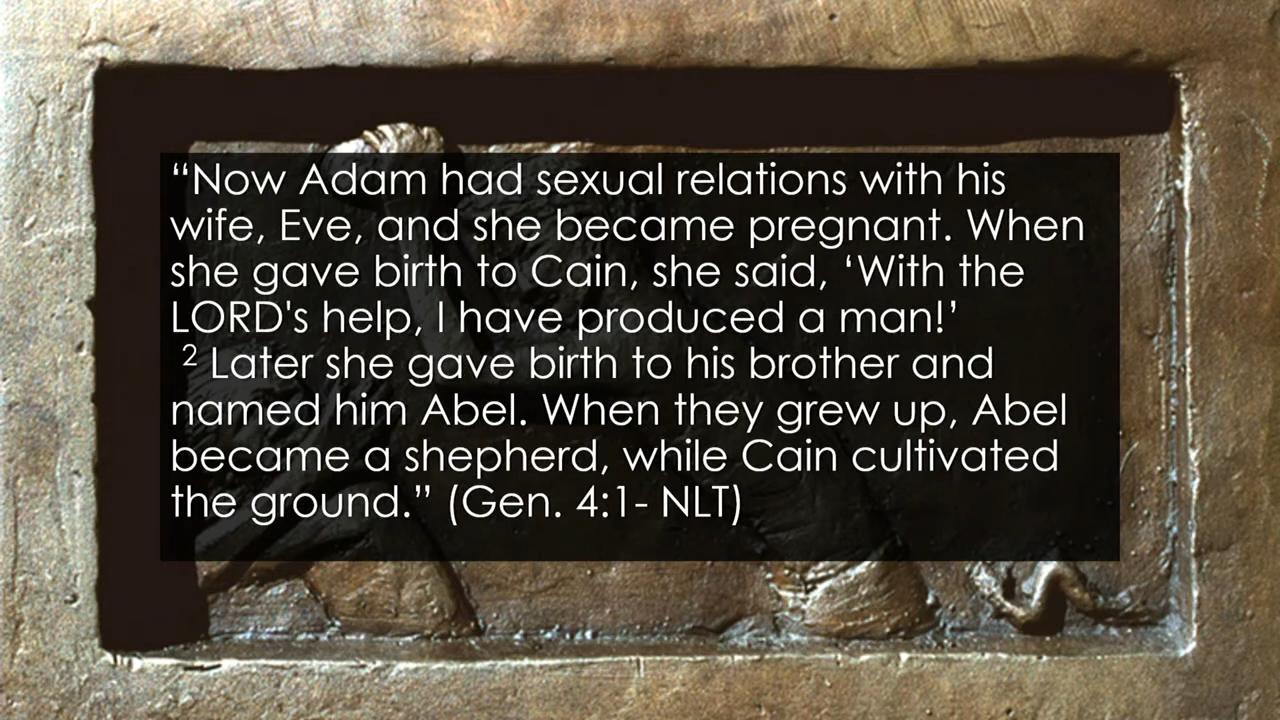 “Now Adam had sexual relations with his
wife, Eve, and she became pregnant. When
she gave birth to Cain, she said, ‘With the
LORD's help, I have produced a man!’
2 Later she gave birth to his brother and
named him Abel. When they grew up, Abel
became a shepherd, while Cain cultivated
the ground.” (Gen. 4:1- NLT)